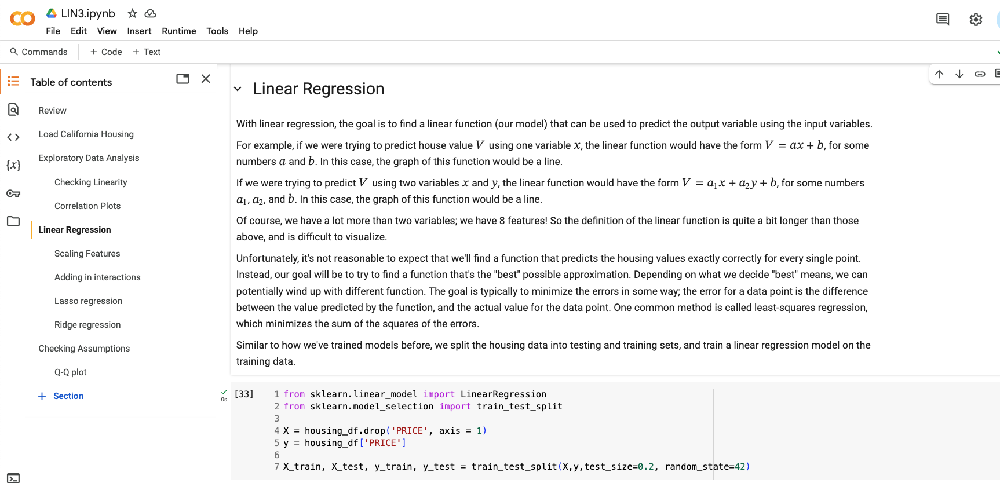 LIN3.ipynb
File Edit View Insert Runtime Tools Help
Commands + Code + Text
Table of contents
Review
Load California Housing
Exploratory Data Analysis
Checking Linearity
Correlation Plots
Linear Regression
Scaling Features
Adding in interactions
Lasso regression
Ridge regression
Checking Assumptions
Q-Q plot
+ Section
Linear Regression
With linear regression, the goal is to find a linear function (our model) that can be used to predict the output variable using the input variables.
For example, if we were trying to predict house value V using one variable x, the linear function would have the form V = ax + b, for some
numbers a and b. In this case, the graph of this function would be a line.
If we were trying to predict V using two variables x and y, the linear function would have the form V = a₁x + a₂y + b, for some numbers
a₁, a₂, and b. In this case, the graph of this function would be a line.
Of course, we have a lot more than two variables; we have 8 features! So the definition of the linear function is quite a bit longer than those
above, and is difficult to visualize.
Unfortunately, it's not reasonable to expect that we'll find a function that predicts the housing values exactly correctly for every single point.
Instead, our goal will be to try to find a function that's the "best" possible approximation. Depending on what we decide "best" means, we can
potentially wind up with different function. The goal is typically to minimize the errors in some way; the error for a data point is the difference
between the value predicted by the function, and the actual value for the data point. One common method is called least-squares regression,
which minimizes the sum of the squares of the errors.
Similar to how we've trained models before, we split the housing data into testing and training sets, and train a linear regression model on the
training data.
0s
[33] 1 from sklearn.linear_model import LinearRegression
2 from sklearn.model_selection import train_test_split
3
4 X = housing_df.drop('PRICE', axis = 1)
5 y = housing_df['PRICE']
6
7 X_train, X_test, y_train, y_test = train_test_split(X,y,test_size=0.2, random_state=42)